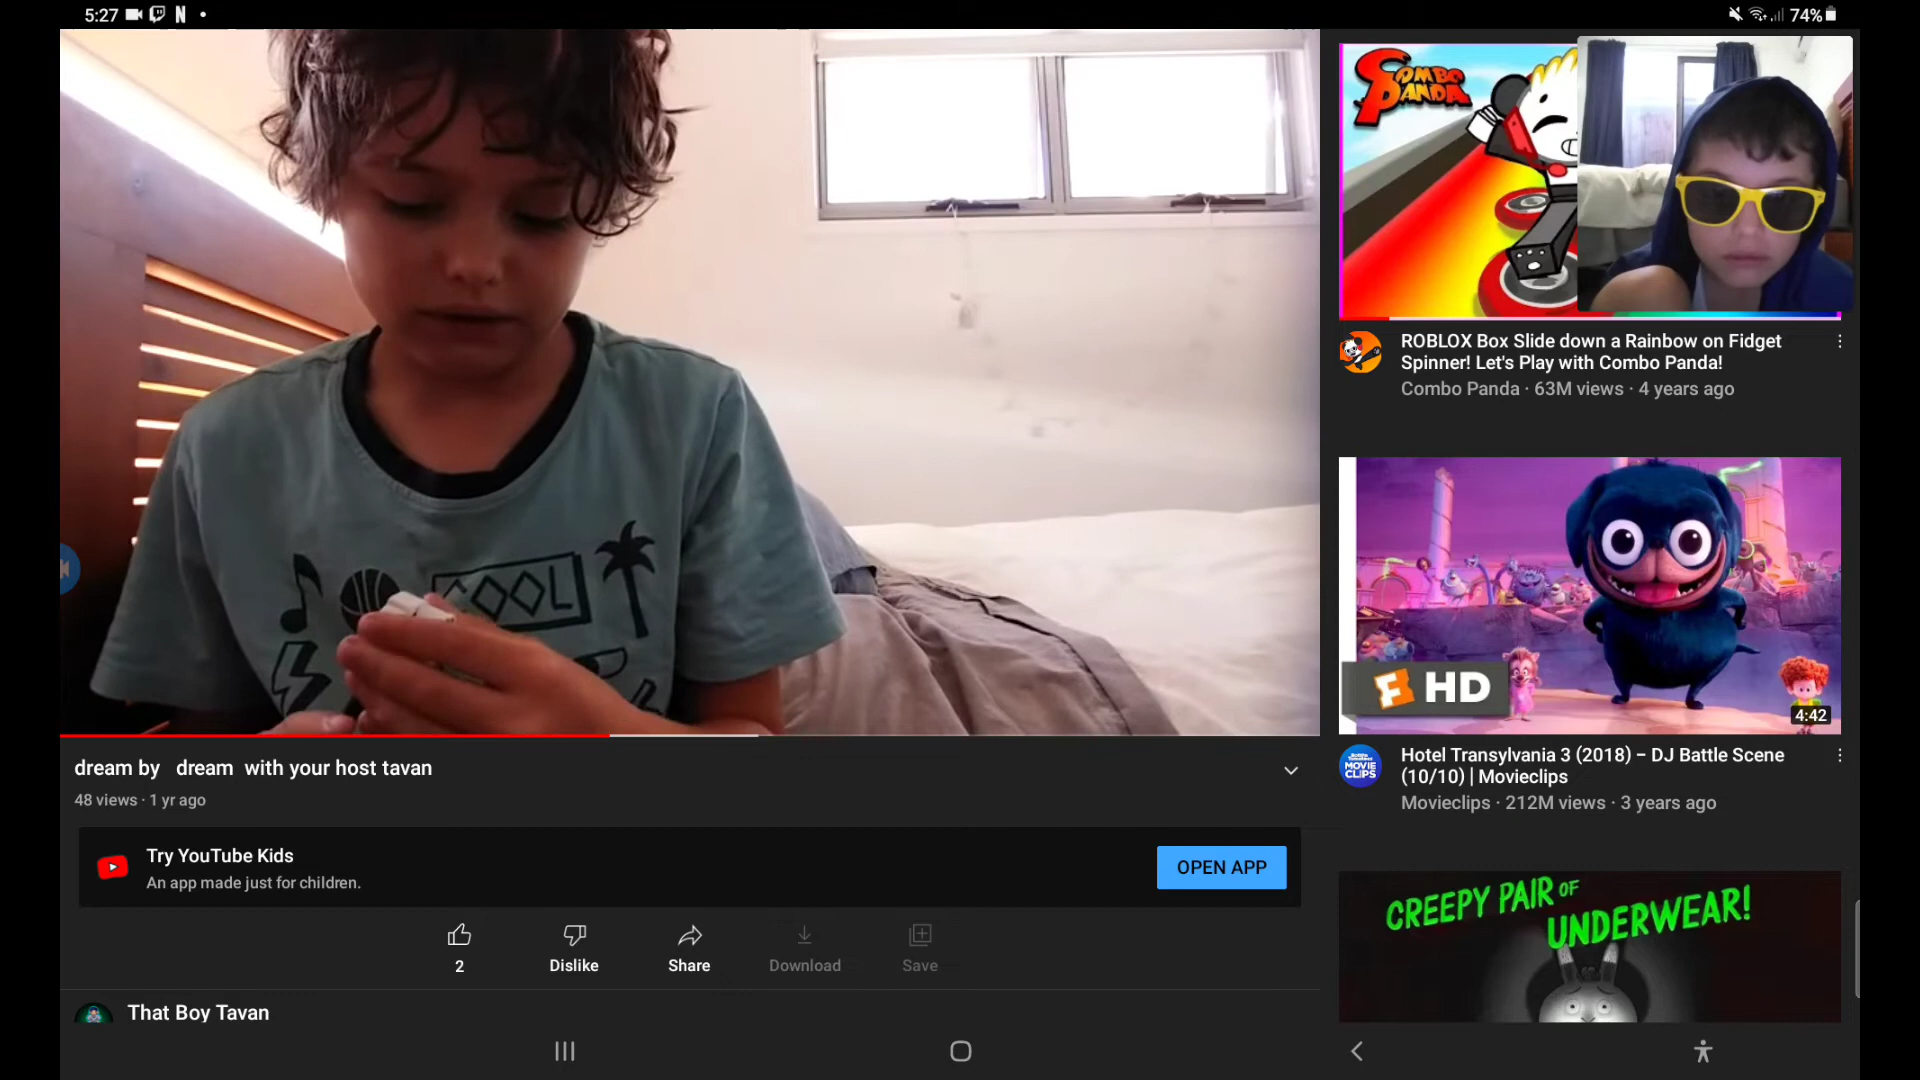 5:27
74%
COOL
COMBO
PANDA
ROBLOX Box Slide down a Rainbow on Fidget
Spinner! Let's Play with Combo Panda!
Combo Panda · 63M views · 4 years ago
F HD
4:42
MOVIE
CLIPS
Hotel Transylvania 3 (2018) – DJ Battle Scene
(10/10) | Movieclips
Movieclips · 212M views · 3 years ago
CREEPY PAIR OF
UNDERWEAR!
dream by   dream  with your host tavan
48 views · 1 yr ago
Try YouTube Kids
An app made just for children.
OPEN APP
2
Dislike
Share
Download
Save
That Boy Tavan